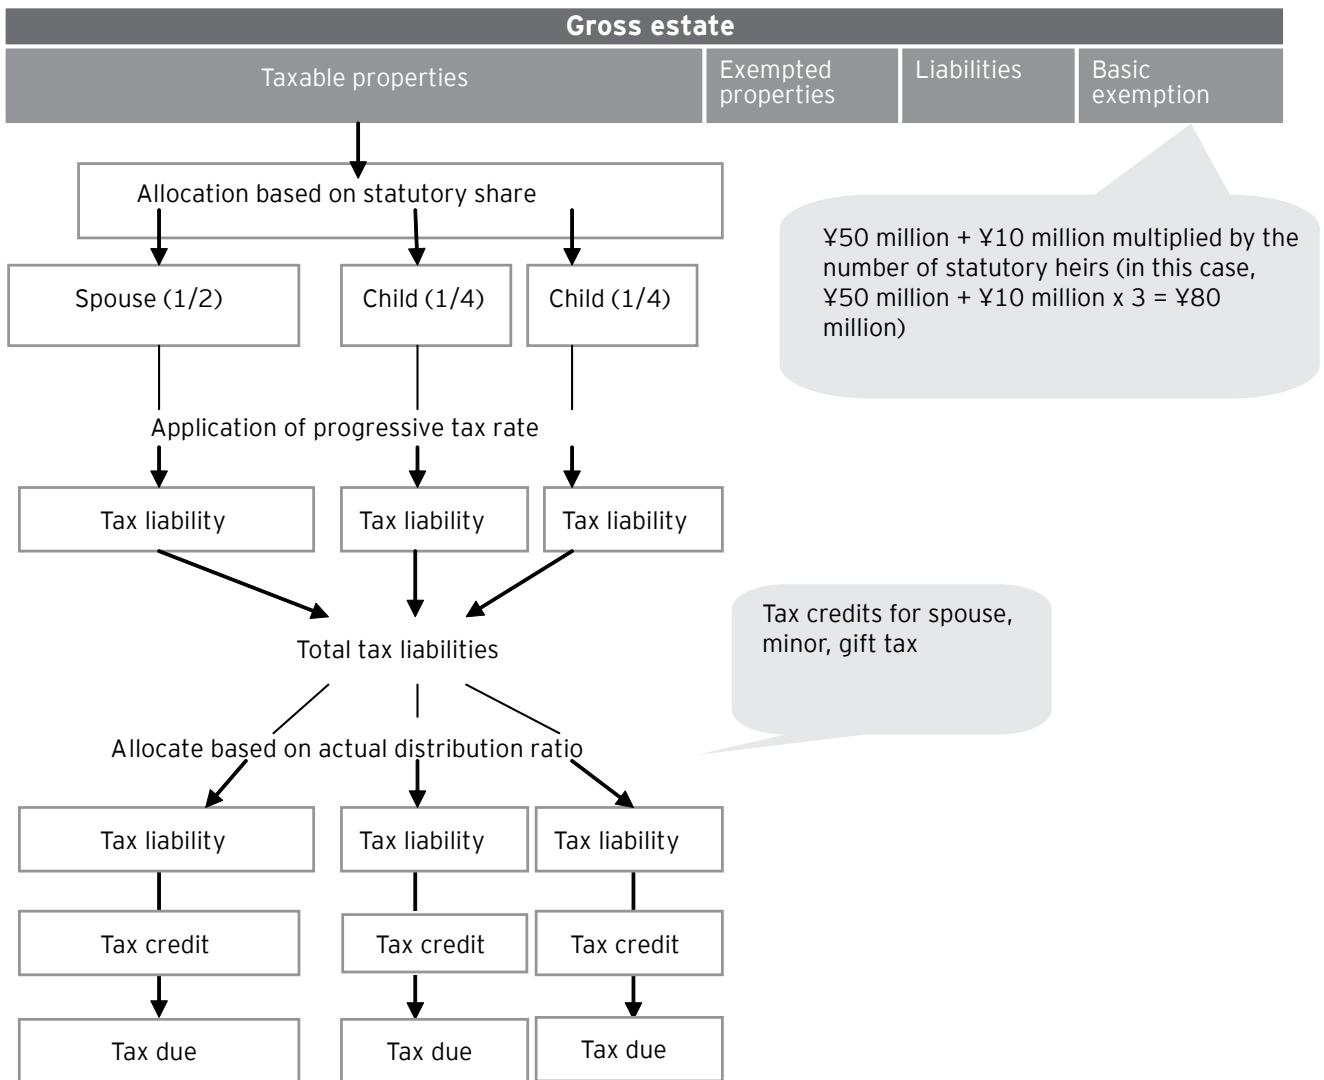 Gross estate
Taxable properties
Exempted
properties
Liabilities
Basic
exemption
Allocation based on statutory share
¥50 million + ¥10 million multiplied by the
number of statutory heirs (in this case,
¥50 million + ¥10 million x 3 = ¥80
million)
Spouse (1/2)
Child (1/4)
Child (1/4)
Application of progressive tax rate
Tax liability
Tax liability
Tax liability
Tax credits for spouse,
minor, gift tax
Total tax liabilities
Allocate based on actual distribution ratio
Tax liability
Tax liability
Tax liability
Tax credit
Tax credit
Tax credit
Tax due
Tax due
Tax due